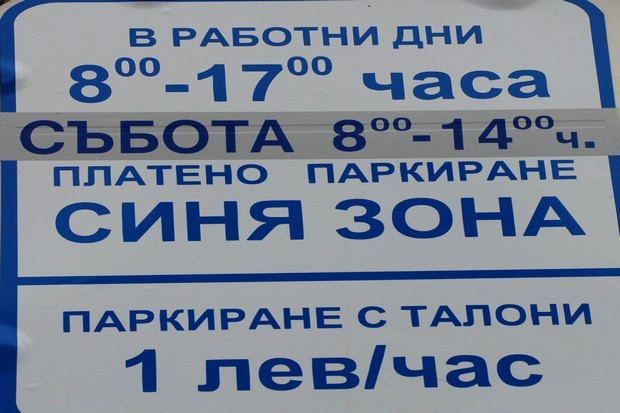 В РАБОТНИ ДНИ
8⁰⁰-17⁰⁰ часа
СЪБОТА 8⁰⁰-14⁰⁰ч.
ПЛАТЕНО ПАРКИРАНЕ
СИНЯ ЗОНА
ПАРКИРАНЕ С ТАЛОНИ
1 лев/час